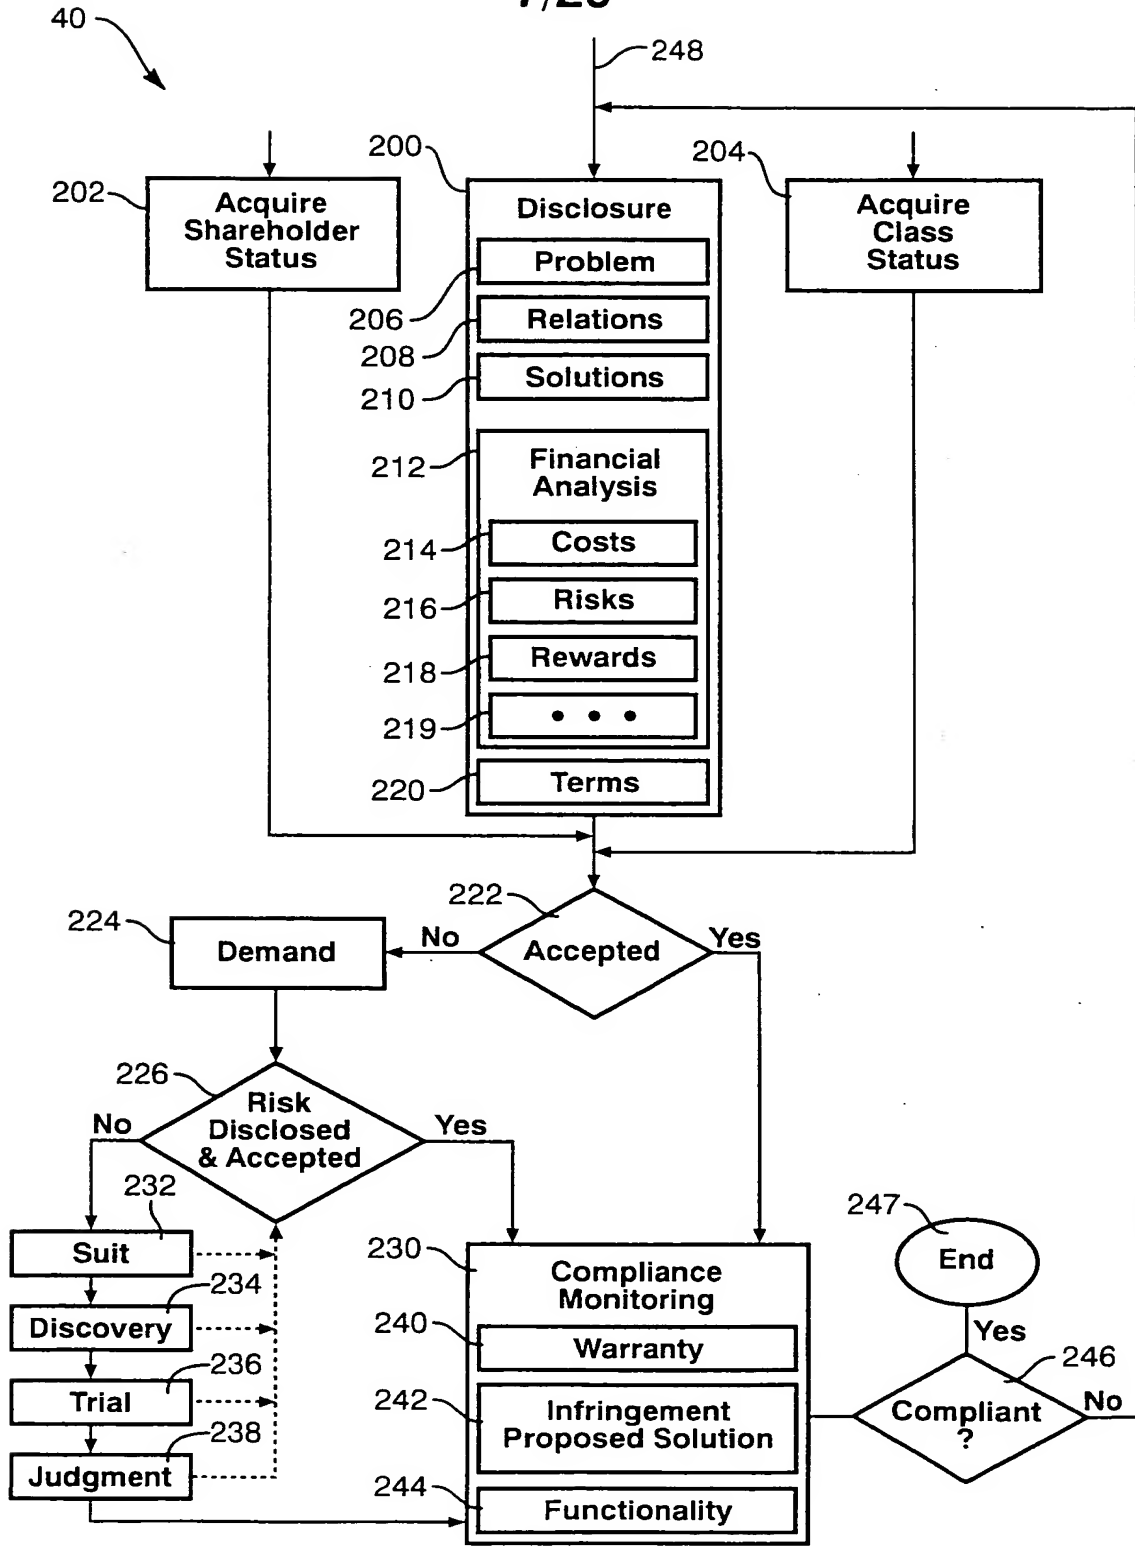 40
248
200
204
202
Acquire
Shareholder
Status
Disclosure
Acquire
Class
Status
Problem
206
Relations
208
Solutions
210
212
Financial
Analysis
214
Costs
216
Risks
218
Rewards
219
• • •
220
Terms
222
224
Demand
No
Accepted
Yes
226
Risk
Disclosed
& Accepted
No
Yes
232
Suit
234
Discovery
236
Trial
238
Judgment
230
Compliance
Monitoring
240
Warranty
242
Infringement
Proposed Solution
244
Functionality
247
End
Yes
246
Compliant
?
No